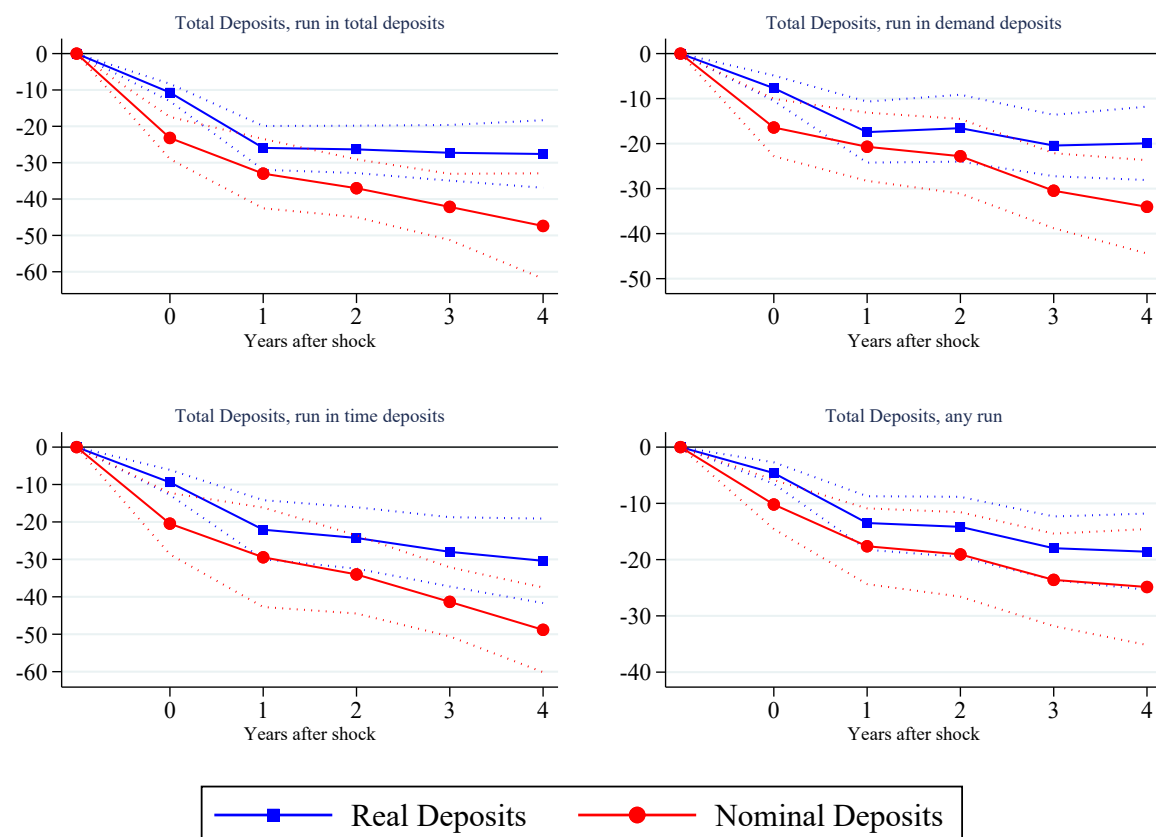 Total Deposits, run in total deposits
0
-10
-20
-30
-40
-50
-60
0 1 2 3 4
Years after shock
Total Deposits, run in demand deposits
0
-10
-20
-30
-40
-50
0 1 2 3 4
Years after shock
Total Deposits, run in time deposits
0
-10
-20
-30
-40
-50
-60
0 1 2 3 4
Years after shock
Total Deposits, any run
0
-10
-20
-30
-40
0 1 2 3 4
Years after shock
Real Deposits Nominal Deposits